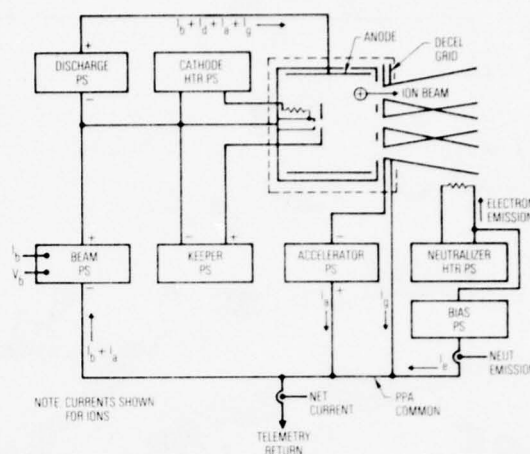 I_b + I_d + I_a + I_g
ANODE
DECEL
GRID
DISCHARGE
PS
CATHODE
HTR PS
ION BEAM
ELECTRON
EMISSION
I_b
V_b
BEAM
PS
KEEPER
PS
ACCELERATOR
PS
NEUTRALIZER
HTR PS
BIAS
PS
I_a
I_g
I_b + I_a
I_e
NEUT
EMISSION
NOTE: CURRENTS SHOWN
FOR IONS
NET
CURRENT
PPA
COMMON
TELEMETRY
RETURN